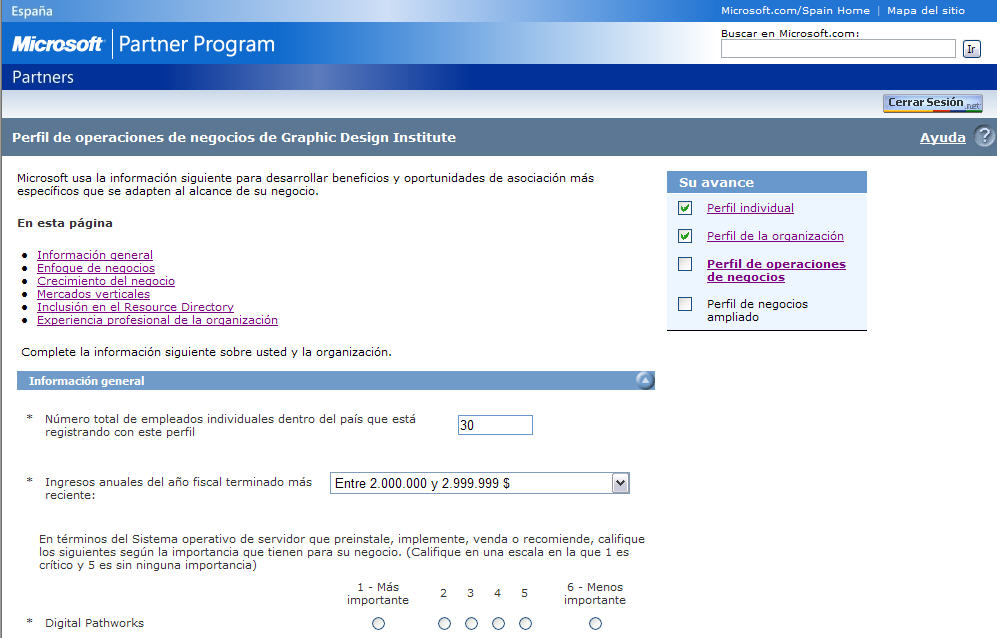 España
Microsoft.com/Spain Home | Mapa del sitio
Microsoft Partner Program
Buscar en Microsoft.com:
Ir
Partners
Cerrar Sesión .net
Perfil de operaciones de negocios de Graphic Design Institute
Ayuda ?
Microsoft usa la información siguiente para desarrollar beneficios y oportunidades de asociación más
específicos que se adapten al alcance de su negocio.
En esta página
• Información general
• Enfoque de negocios
• Crecimiento del negocio
• Mercados verticales
• Inclusión en el Resource Directory
• Experiencia profesional de la organización
Su avance
Perfil individual
Perfil de la organización
Perfil de operaciones
de negocios
Perfil de negocios
ampliado
Complete la información siguiente sobre usted y la organización.
Información general
* Número total de empleados individuales dentro del país que está
registrando con este perfil
30
* Ingresos anuales del año fiscal terminado más
reciente:
Entre 2.000.000 y 2.999.999 $
En términos del Sistema operativo de servidor que preinstale, implemente, venda o recomiende, califique
los siguientes según la importancia que tienen para su negocio. (Califique en una escala en la que 1 es
crítico y 5 es sin ninguna importancia)
1 - Más
importante
2 3 4 5
6 - Menos
importante
* Digital Pathworks